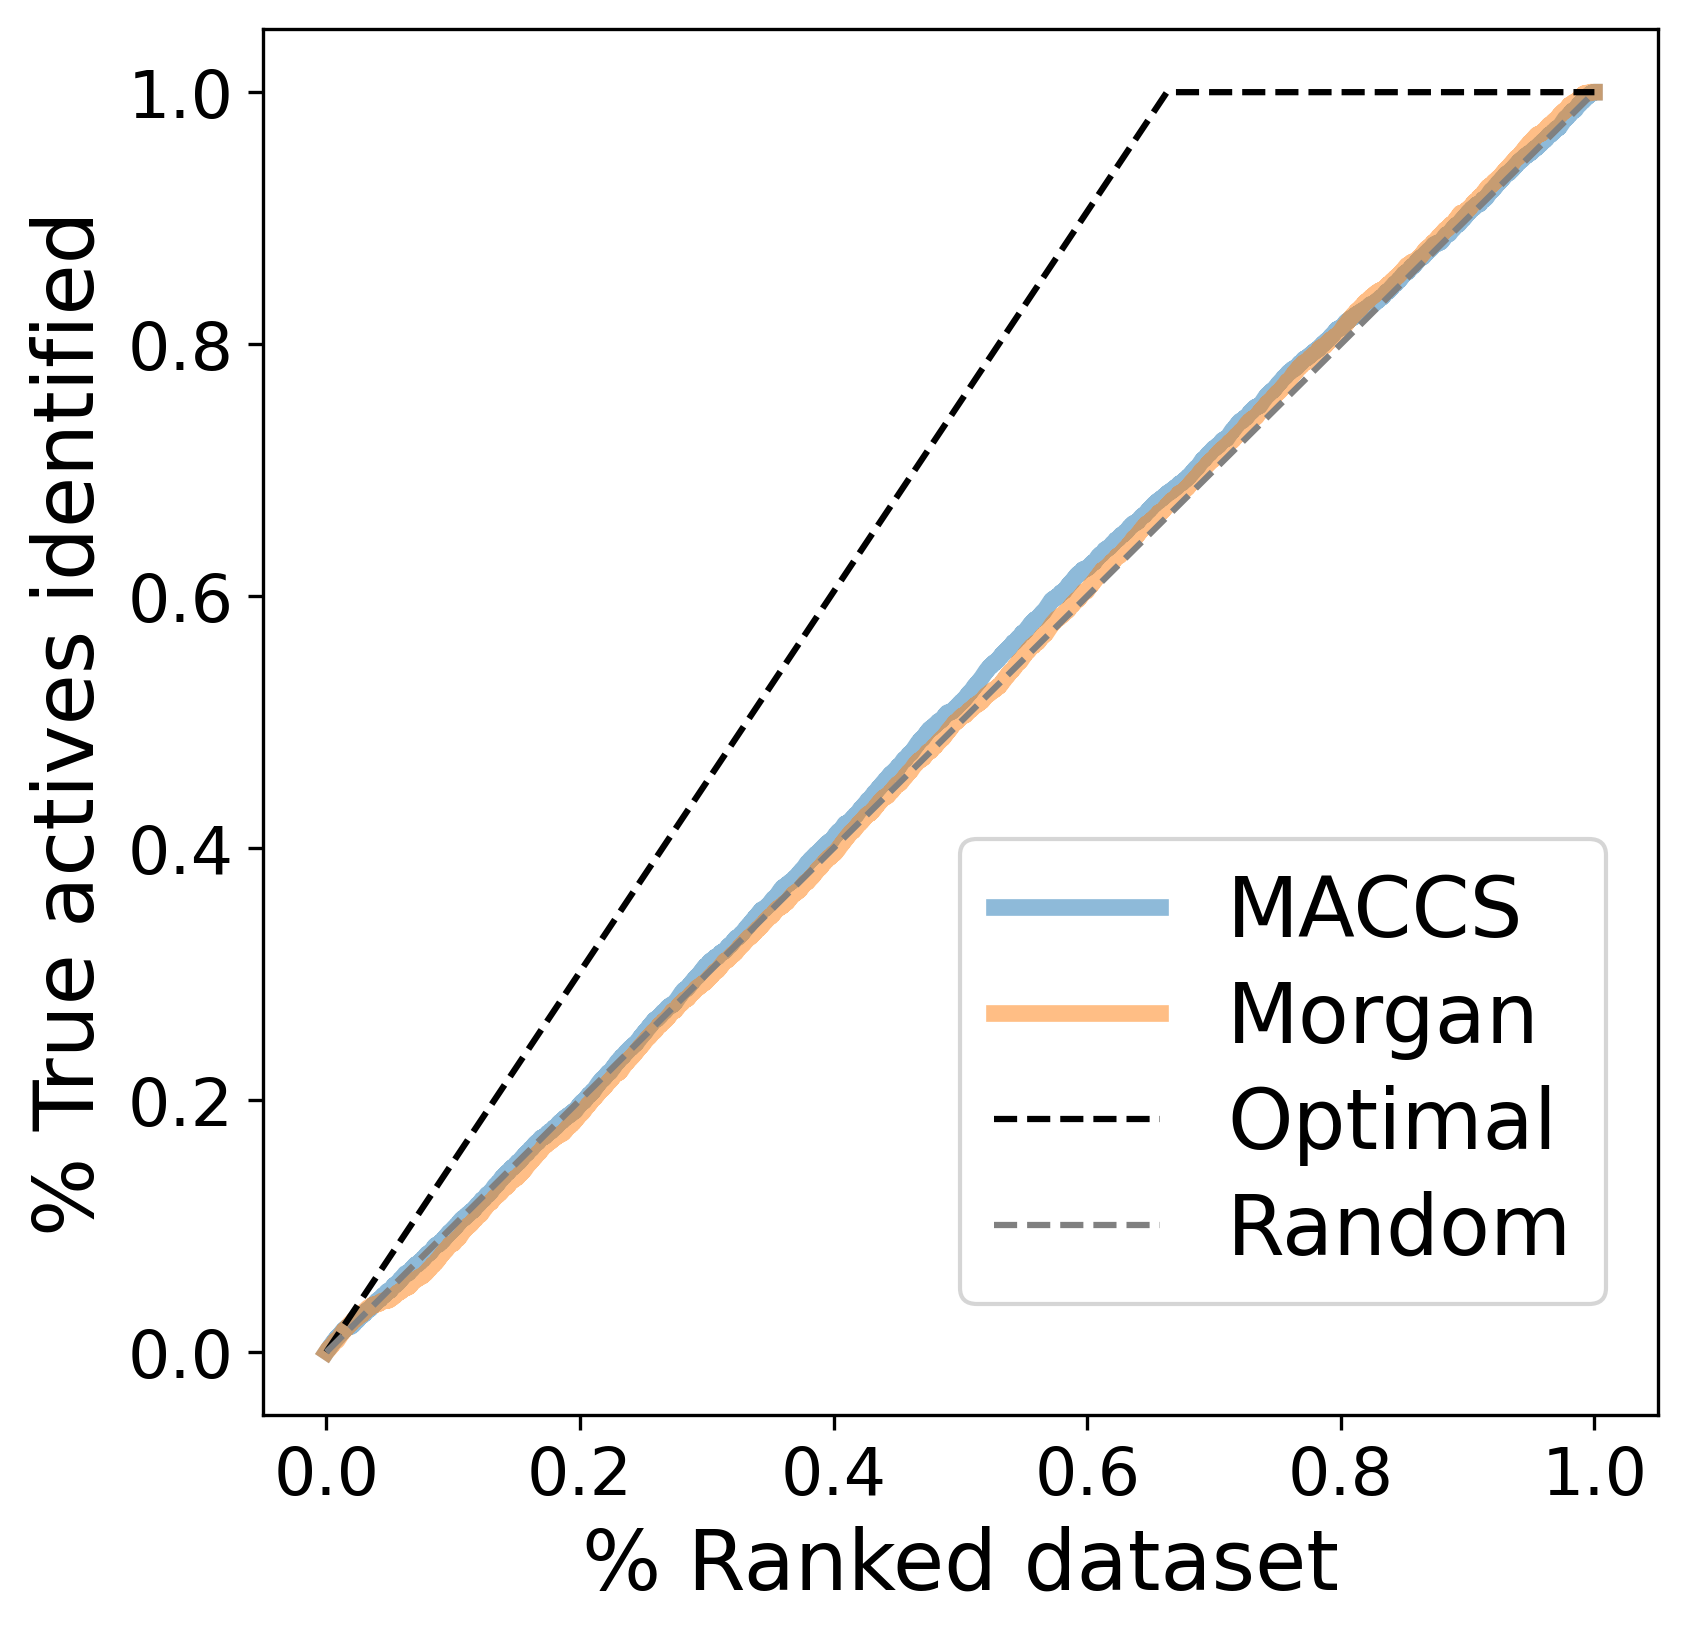 % True actives identified
1.0
0.8
0.6
0.4
0.2
0.0
MACCS
Morgan
Optimal
Random
0.0 0.2 0.4 0.6 0.8 1.0
% Ranked dataset